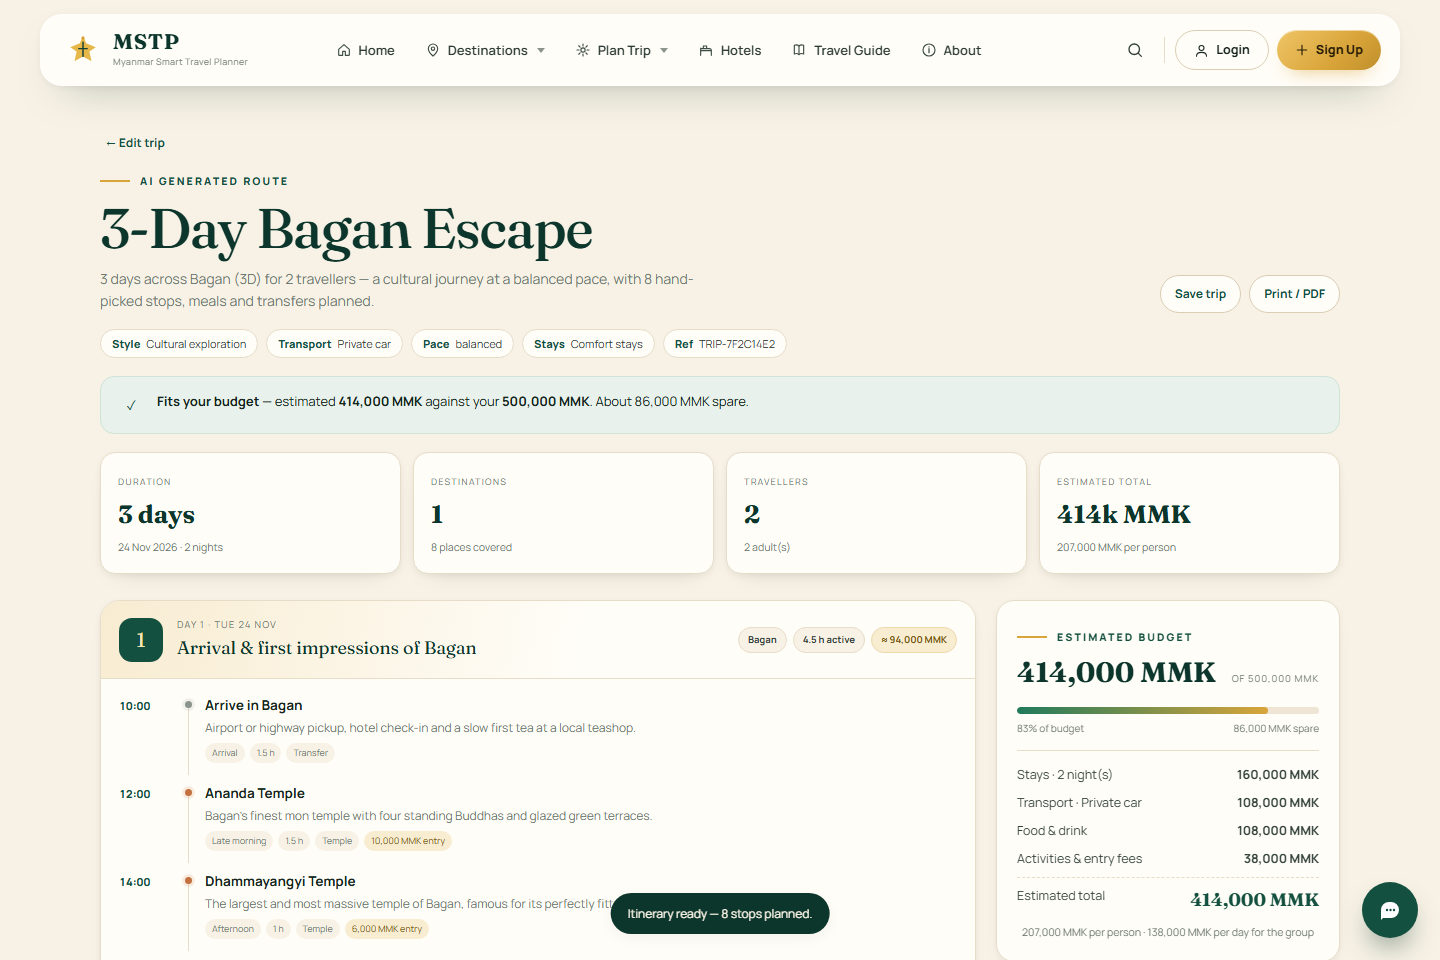 MSTP
Myanmar Smart Travel Planner
Home
Destinations
Plan Trip
Hotels
Travel Guide
About
Login
Sign Up
← Edit trip
AI GENERATED ROUTE
3-Day Bagan Escape
3 days across Bagan (3D) for 2 travellers — a cultural journey at a balanced pace, with 8 hand-
picked stops, meals and transfers planned.
Save trip
Print / PDF
Style Cultural exploration
Transport Private car
Pace balanced
Stays Comfort stays
Ref TRIP-7F2C14E2
✓ Fits your budget — estimated 414,000 MMK against your 500,000 MMK. About 86,000 MMK spare.
DURATION
3 days
24 Nov 2026 · 2 nights
DESTINATIONS
1
8 places covered
TRAVELLERS
2
2 adult(s)
ESTIMATED TOTAL
414k MMK
207,000 MMK per person
1
DAY 1 · TUE 24 NOV
Arrival & first impressions of Bagan
Bagan
4.5 h active
≈ 94,000 MMK
10:00
Arrive in Bagan
Airport or highway pickup, hotel check-in and a slow first tea at a local teashop.
Arrival
1.5 h
Transfer
12:00
Ananda Temple
Bagan's finest mon temple with four standing Buddhas and glazed green terraces.
Late morning
1.5 h
Temple
10,000 MMK entry
14:00
Dhammayangyi Temple
The largest and most massive temple of Bagan, famous for its perfectly
Afternoon
1 h
Temple
6,000 MMK entry
Itinerary ready — 8 stops planned.
ESTIMATED BUDGET
414,000 MMK
OF 500,000 MMK
83% of budget
86,000 MMK spare
Stays · 2 night(s) 160,000 MMK
Transport · Private car 108,000 MMK
Food & drink 108,000 MMK
Activities & entry fees 38,000 MMK
Estimated total 414,000 MMK
207,000 MMK per person · 138,000 MMK per day for the group